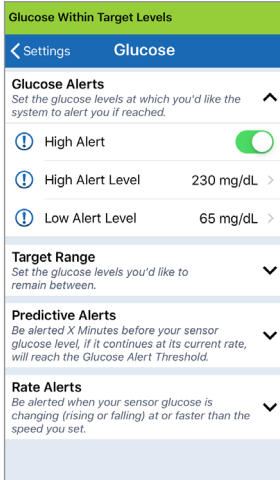 Glucose Within Target Levels
Settings
Glucose
Glucose Alerts
Set the glucose levels at which you'd like the
system to alert you if reached.
High Alert
High Alert Level 230 mg/dL
Low Alert Level 65 mg/dL
Target Range
Set the glucose levels you'd like to
remain between.
Predictive Alerts
Be alerted X Minutes before your sensor
glucose level, if it continues at its current rate,
will reach the Glucose Alert Threshold.
Rate Alerts
Be alerted when your sensor glucose is
changing (rising or falling) at or faster than the
speed you set.